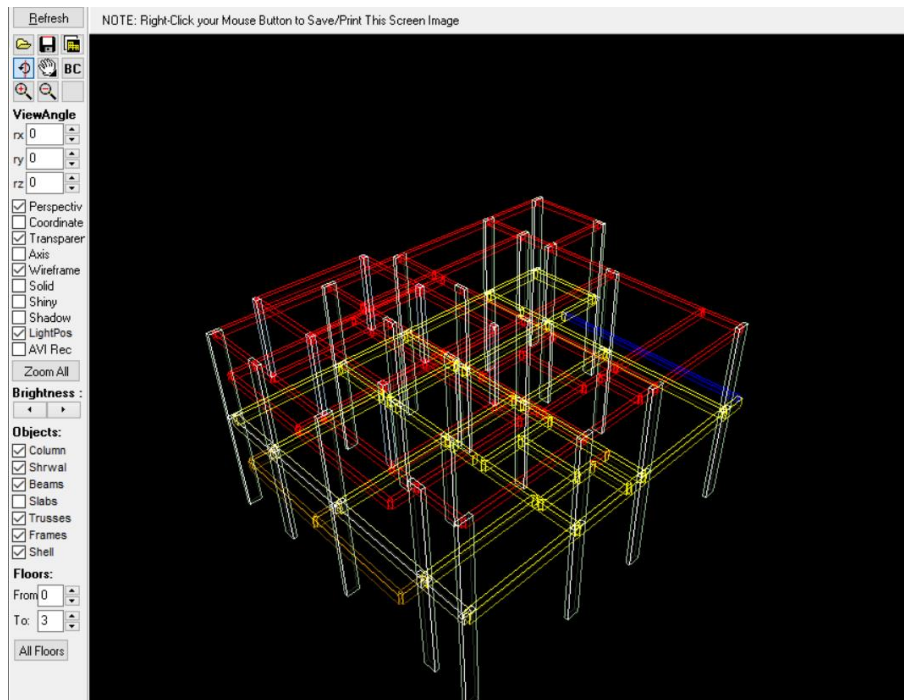 Refresh
NOTE: Right-Click your Mouse Button to Save/Print This Screen Image
BC
ViewAngle
rx 0
ry 0
rz 0
Perspectiv
Coordinate
Transparer
Axis
Wireframe
Solid
Shiny
Shadow
LightPos
AVI Rec
Zoom All
Brightness :
Objects:
Column
Shrwal
Beams
Slabs
Trusses
Frames
Shell
Floors:
From 0
To: 3
All Floors